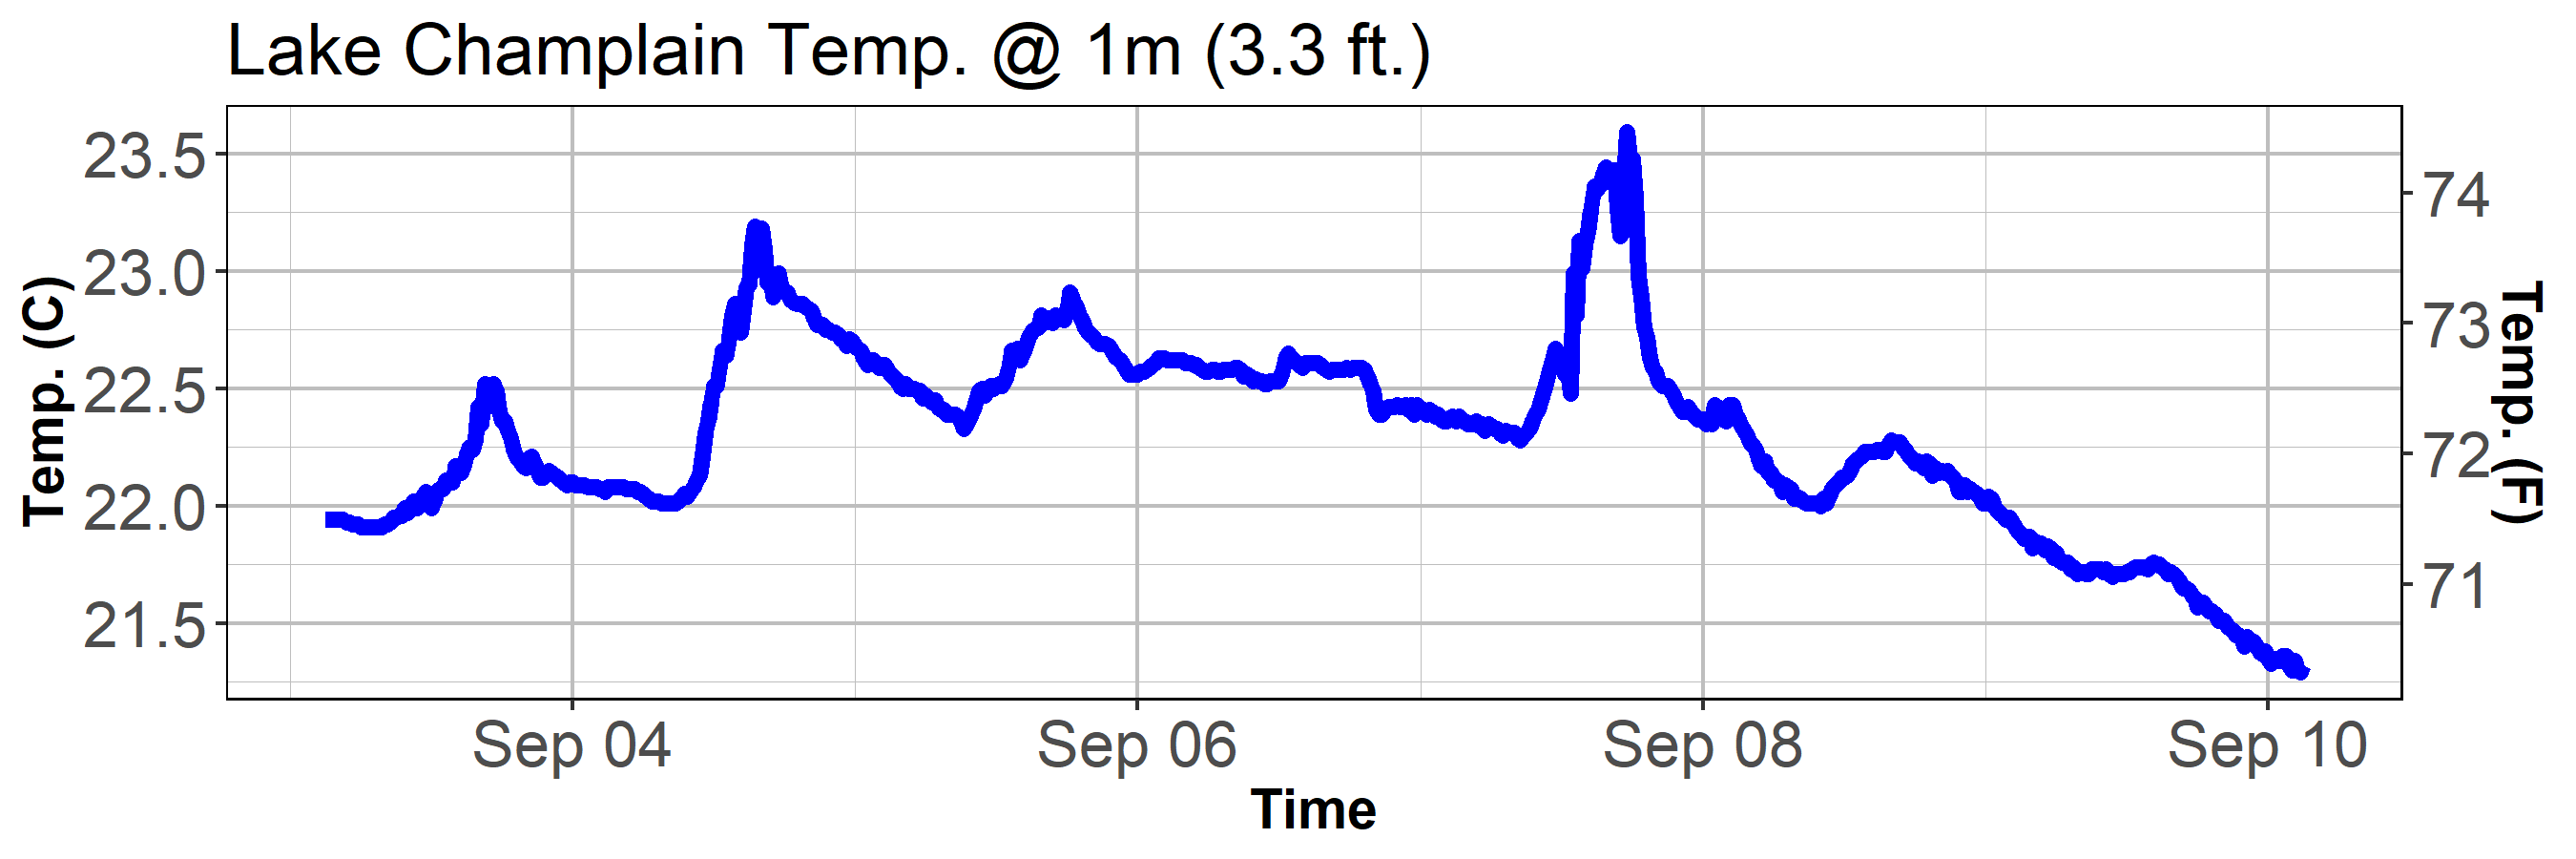 Lake Champlain Temp. @ 1m (3.3 ft.)
Temp. (C)
23.5
23.0
22.5
22.0
21.5
74
73
72
71
Temp. (F)
Sep 04
Sep 06
Sep 08
Sep 10
Time